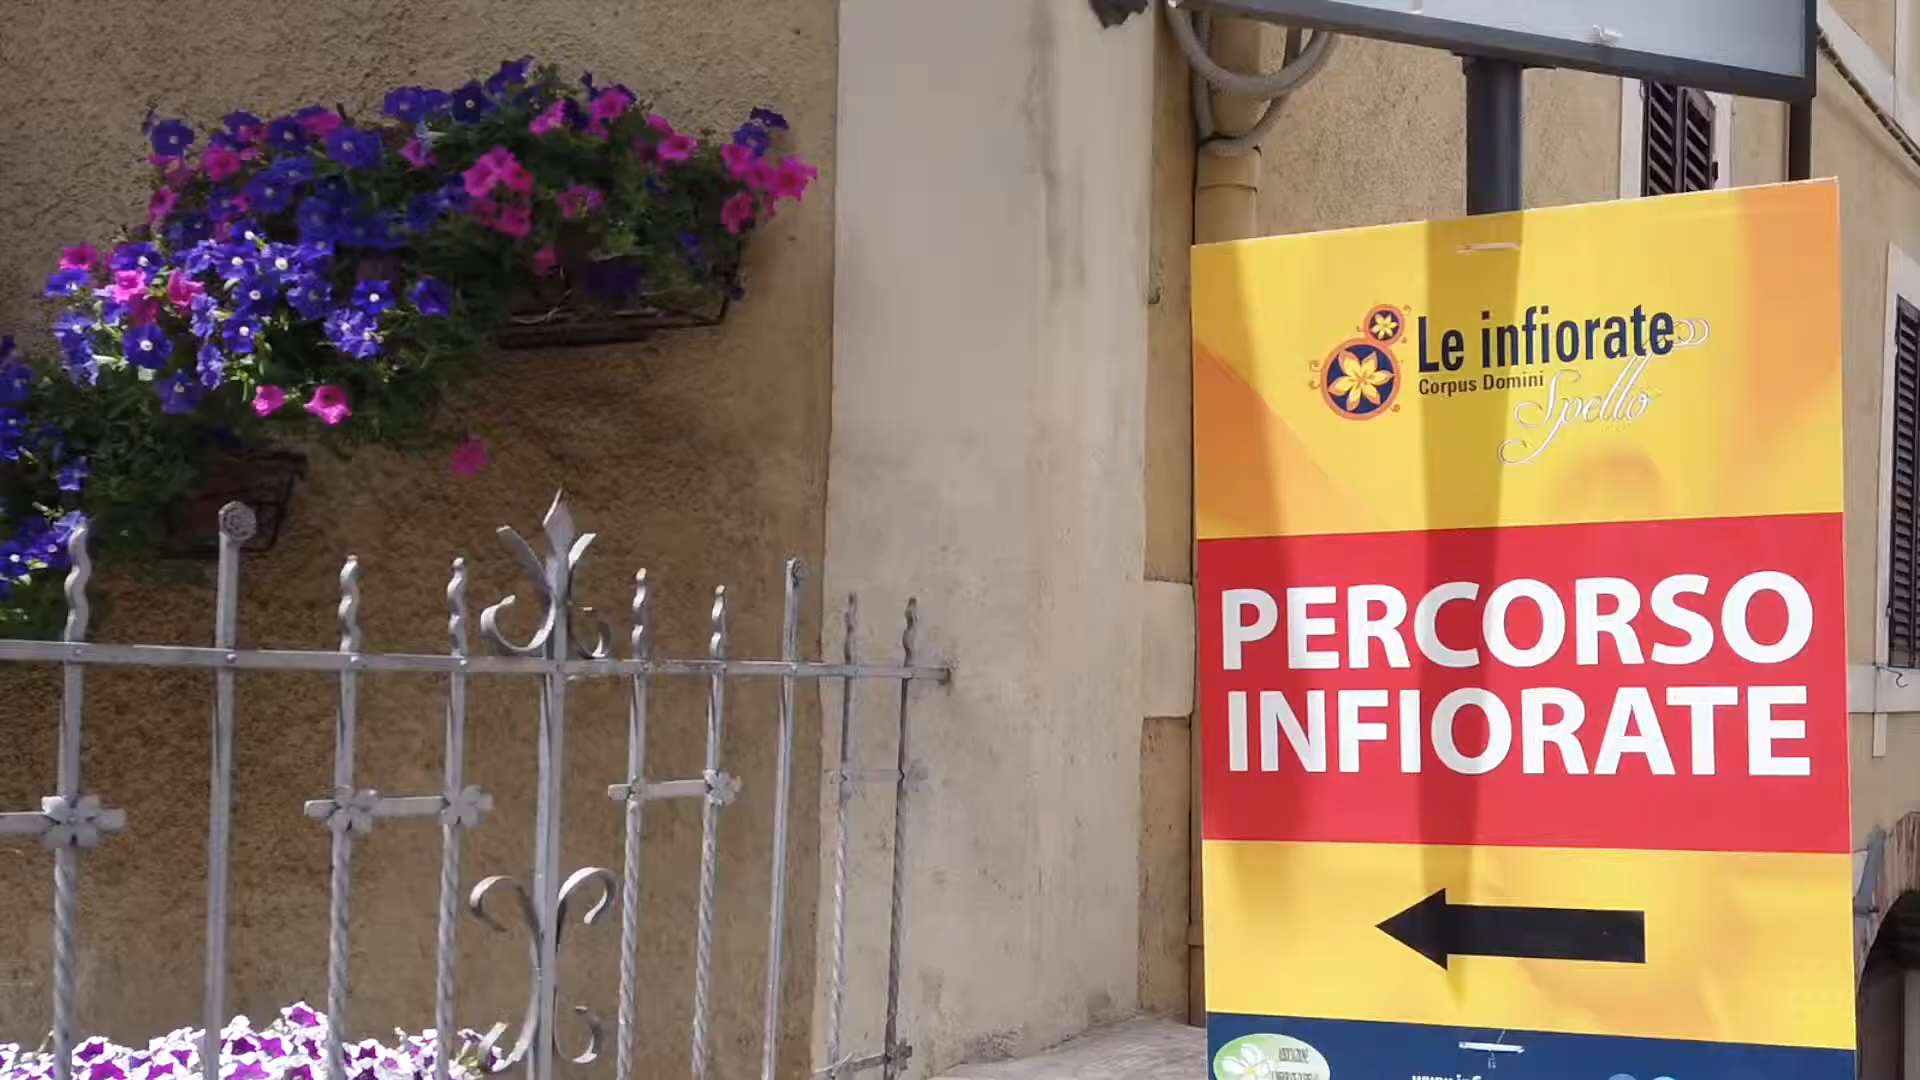 Le infiorate
Corpus Domini
Spello
PERCORSO
INFIORATE